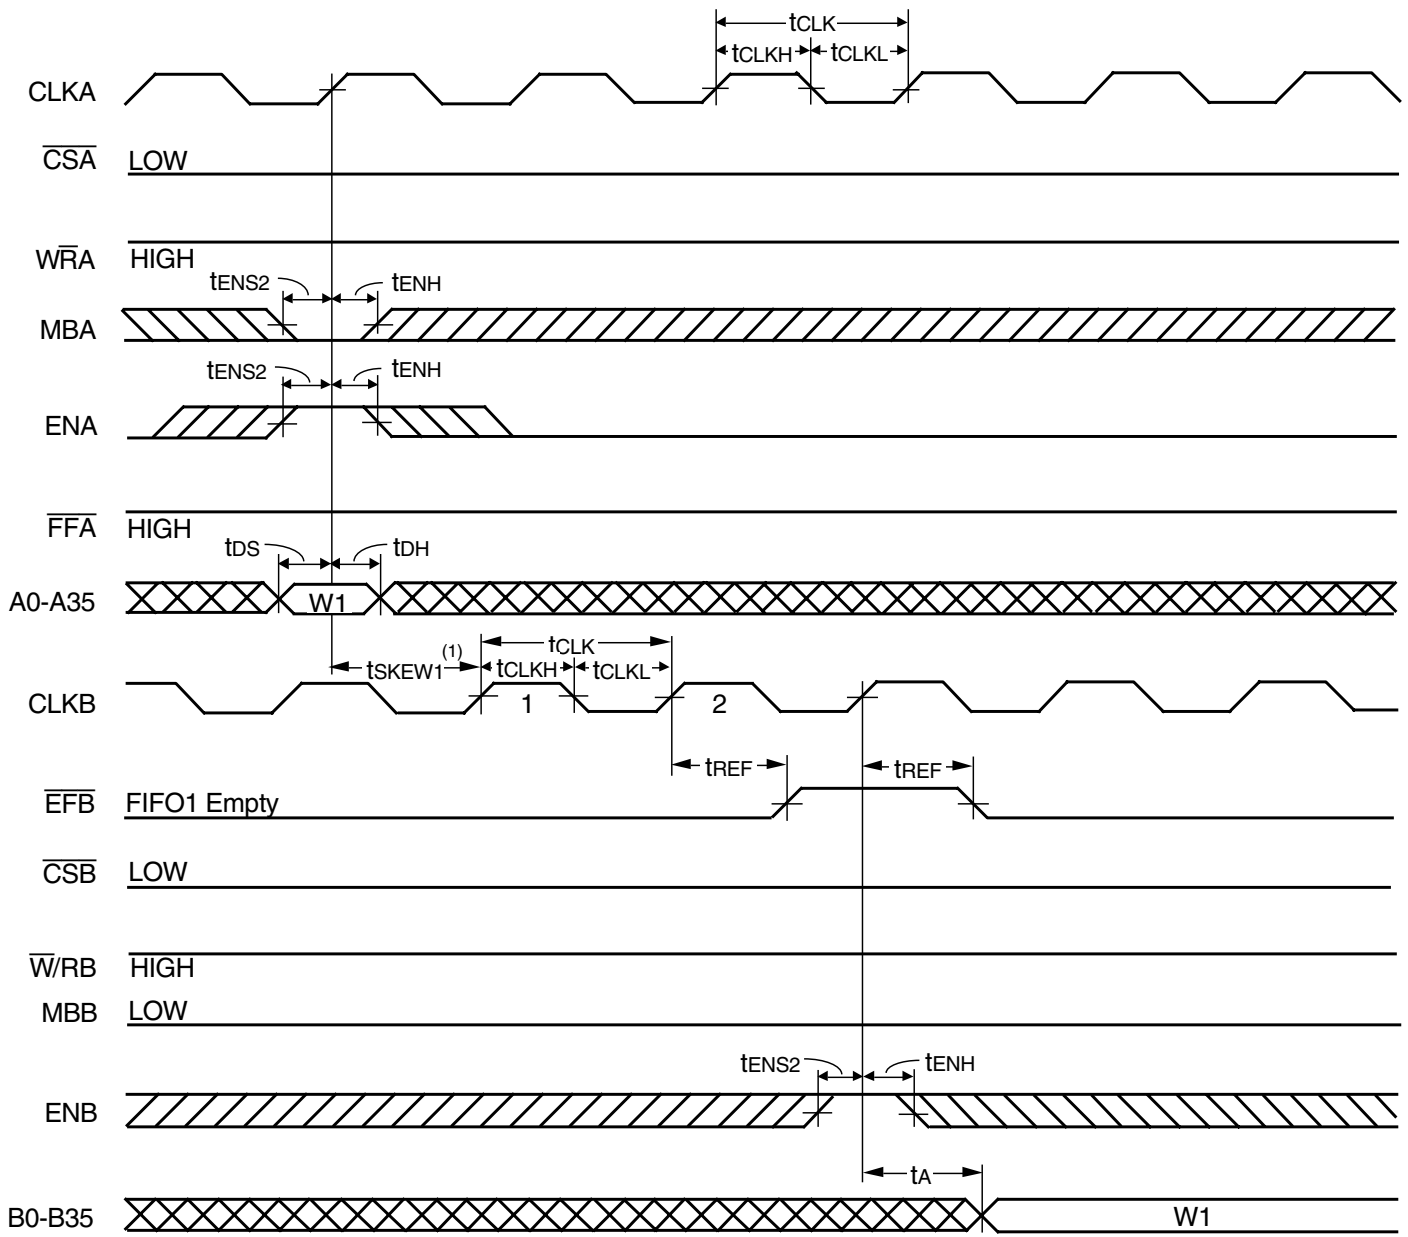 tCLK
tCLKH tCLKL
CLKA
CSA LOW
WRA HIGH
tENS2 tENH
MBA
tENS2 tENH
ENA
FFA HIGH
tDS tDH
A0-A35 W1
tSKEW1(1) tCLK
tCLKH tCLKL
CLKB 1 2
tREF tREF
EFB FIFO1 Empty
CSB LOW
W/RB HIGH
MBB LOW
tENS2 tENH
ENB
tA
B0-B35 W1